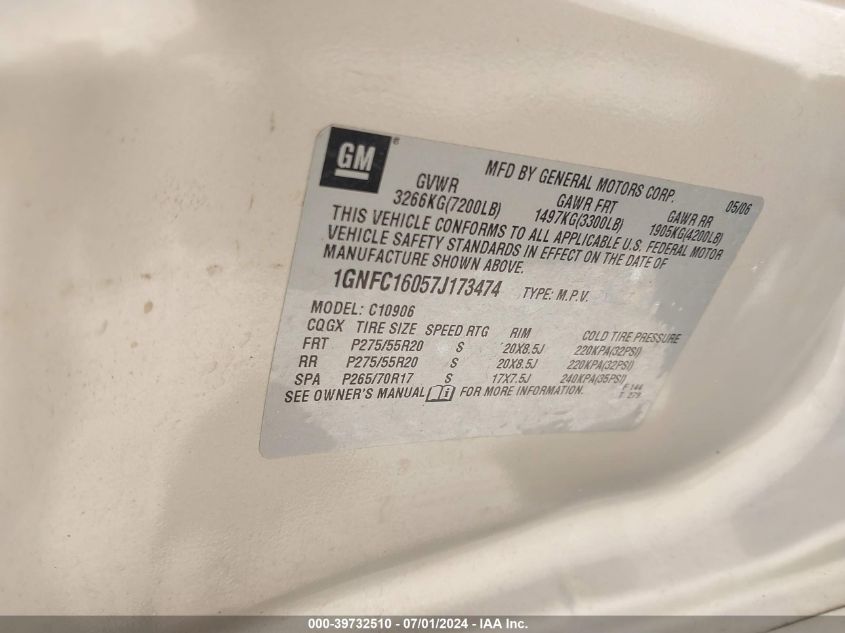 GM ®
MFD BY GENERAL MOTORS CORP. 05/06
GVWR GAWR FRT GAWR RR
3266KG(7200LB) 1497KG(3300LB) 1905KG(4200LB)
THIS VEHICLE CONFORMS TO ALL APPLICABLE U.S. FEDERAL MOTOR
VEHICLE SAFETY STANDARDS IN EFFECT ON THE DATE OF
MANUFACTURE SHOWN ABOVE.
1GNFC16057J173474 TYPE: M.P.V.
MODEL: C10906
CQGX TIRE SIZE SPEED RTG RIM COLD TIRE PRESSURE
FRT P275/55R20 S 20X8.5J 220KPA(32PSI)
RR P275/55R20 S 20X8.5J 220KPA(32PSI)
SPA P265/70R17 S 17X7.5J 240KPA(35PSI)
SEE OWNER'S MANUAL FOR MORE INFORMATION.
F: 144
T: 279
000-39732510 - 07/01/2024 - IAA Inc.